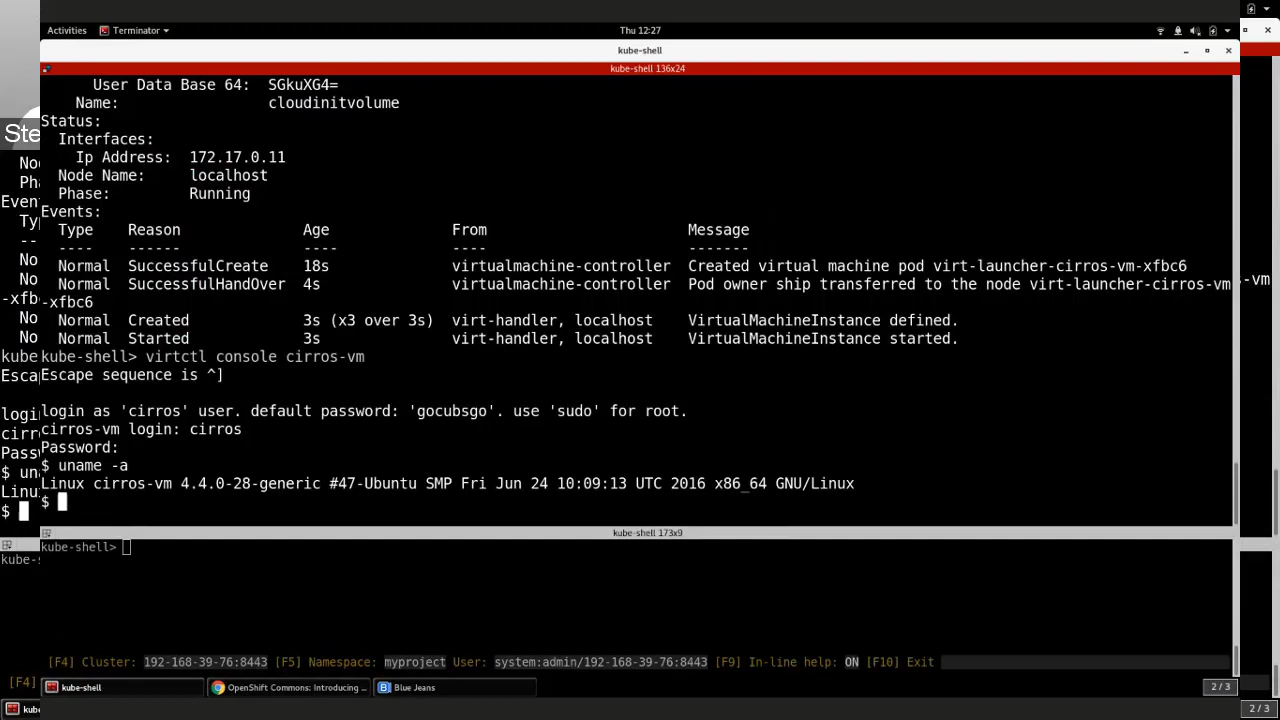 Activities Terminator Thu 12:27
kube-shell
kube-shell 136x24
User Data Base 64: SGkuXG4=
Name: cloudinitvolume
Status:
Interfaces:
Ip Address: 172.17.0.11
Node Name: localhost
Phase: Running
Events:
Type Reason Age From Message
---- ------ ---- ---- -------
Normal SuccessfulCreate 18s virtualmachine-controller Created virtual machine pod virt-launcher-cirros-vm-xfbc6
Normal SuccessfulHandOver 4s virtualmachine-controller Pod owner ship transferred to the node virt-launcher-cirros-vm
-xfbc6
Normal Created 3s (x3 over 3s) virt-handler, localhost VirtualMachineInstance defined.
Normal Started 3s virt-handler, localhost VirtualMachineInstance started.
kube-shell> virtctl console cirros-vm
Escape sequence is ^]
login as 'cirros' user. default password: 'gocubsgo'. use 'sudo' for root.
cirros-vm login: cirros
Password:
$ uname -a
Linux cirros-vm 4.4.0-28-generic #47-Ubuntu SMP Fri Jun 24 10:09:13 UTC 2016 x86_64 GNU/Linux
$
kube-shell 173x9
kube-shell>
[F4] Cluster: 192-168-39-76:8443 [F5] Namespace: myproject User: system:admin/192-168-39-76:8443 [F9] In-line help: ON [F10] Exit
kube-shell OpenShift Commons: Introducing ... Blue Jeans 2 / 3
2 / 3